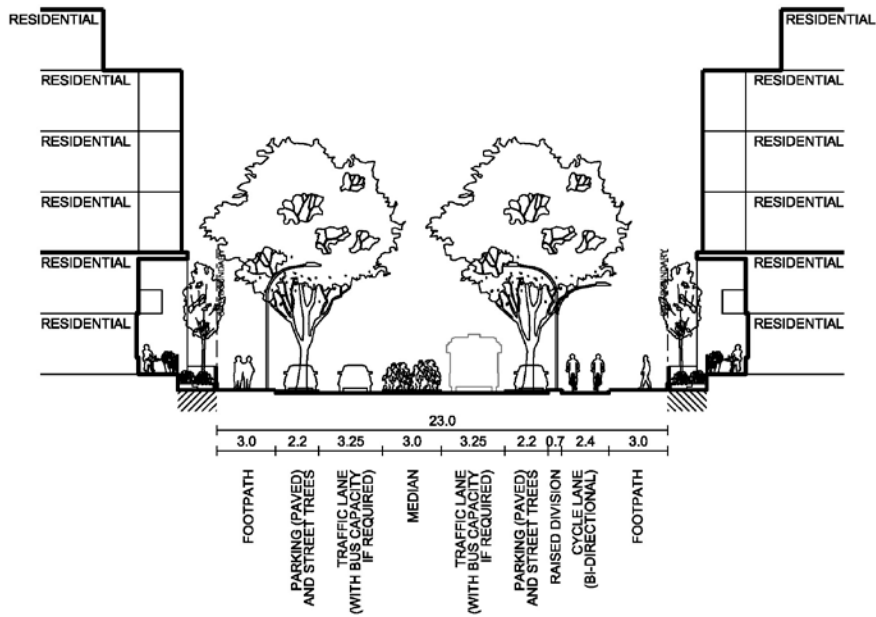 RESIDENTIAL RESIDENTIAL
RESIDENTIAL RESIDENTIAL
RESIDENTIAL RESIDENTIAL
RESIDENTIAL RESIDENTIAL
RESIDENTIAL RESIDENTIAL
RESIDENTIAL RESIDENTIAL
23.0
3.0 2.2 3.25 3.0 3.25 2.2 0.7 2.4 3.0
FOOTPATH
PARKING (PAVED)
AND STREET TREES
TRAFFIC LANE
(WITH BUS CAPACITY
IF REQUIRED)
MEDIAN
TRAFFIC LANE
(WITH BUS CAPACITY
IF REQUIRED)
PARKING (PAVED)
AND STREET TREES
RAISED DIVISION
CYCLE LANE
(BI-DIRECTIONAL)
FOOTPATH